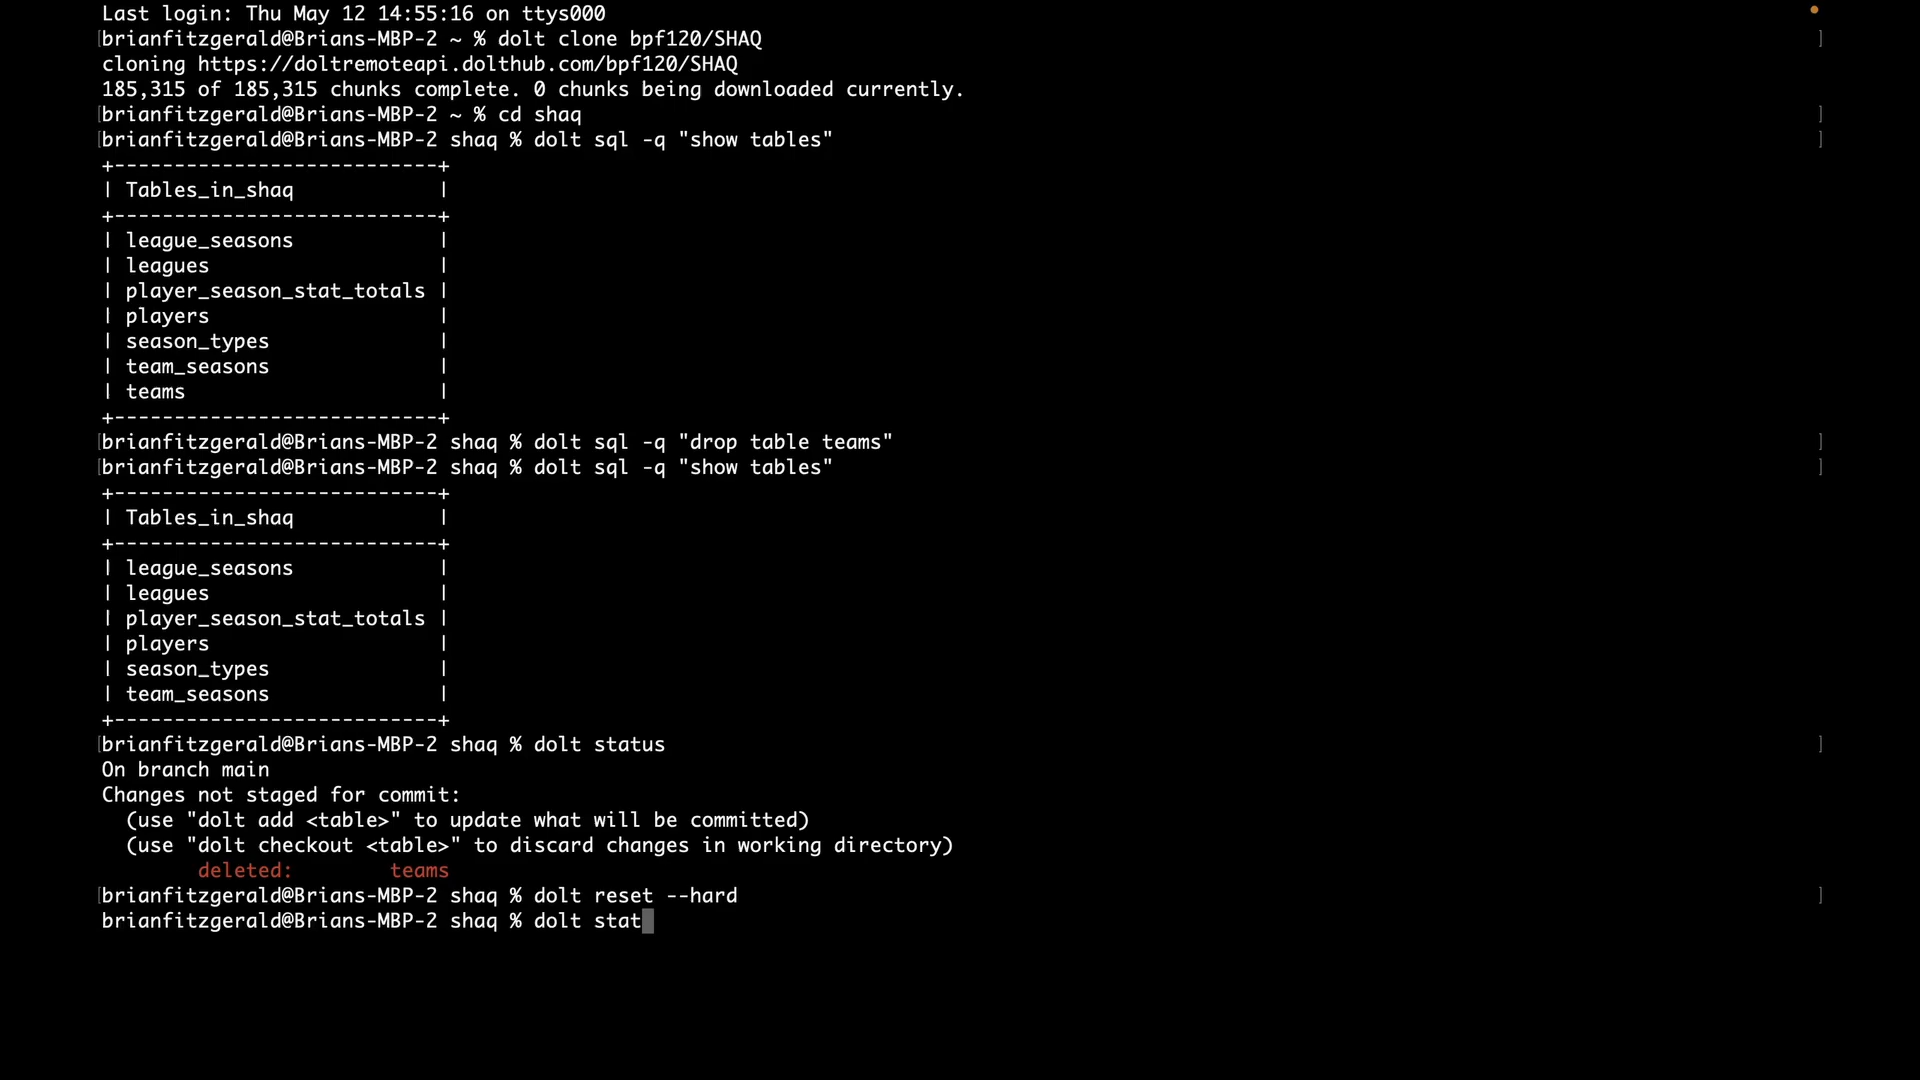 Last login: Thu May 12 14:55:16 on ttys000
[brianfitzgerald@Brians-MBP-2 ~ % dolt clone bpf120/SHAQ ]
cloning https://doltremoteapi.dolthub.com/bpf120/SHAQ
185,315 of 185,315 chunks complete. 0 chunks being downloaded currently.
[brianfitzgerald@Brians-MBP-2 ~ % cd shaq ]
[brianfitzgerald@Brians-MBP-2 shaq % dolt sql -q "show tables" ]
+---------------------------+
| Tables_in_shaq            |
+---------------------------+
| league_seasons            |
| leagues                   |
| player_season_stat_totals |
| players                   |
| season_types              |
| team_seasons              |
| teams                     |
+---------------------------+
[brianfitzgerald@Brians-MBP-2 shaq % dolt sql -q "drop table teams" ]
[brianfitzgerald@Brians-MBP-2 shaq % dolt sql -q "show tables" ]
+---------------------------+
| Tables_in_shaq            |
+---------------------------+
| league_seasons            |
| leagues                   |
| player_season_stat_totals |
| players                   |
| season_types              |
| team_seasons              |
+---------------------------+
[brianfitzgerald@Brians-MBP-2 shaq % dolt status ]
On branch main
Changes not staged for commit:
  (use "dolt add <table>" to update what will be committed)
  (use "dolt checkout <table>" to discard changes in working directory)
        deleted:        teams
[brianfitzgerald@Brians-MBP-2 shaq % dolt reset --hard ]
brianfitzgerald@Brians-MBP-2 shaq % dolt stat